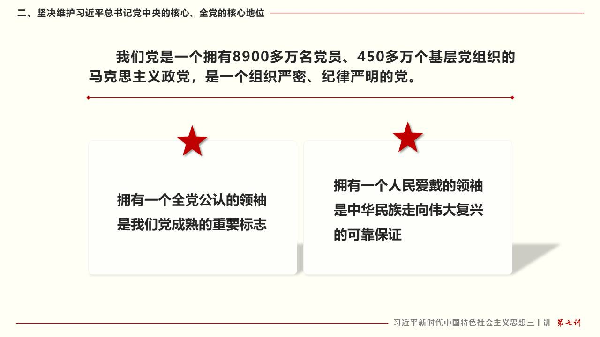 二、坚决维护习近平总书记党中央的核心、全党的核心地位
我们党是一个拥有8900多万名党员、450多万个基层党组织的
马克思主义政党，是一个组织严密、纪律严明的党。
拥有一个全党公认的领袖
是我们党成熟的重要标志
拥有一个人民爱戴的领袖
是中华民族走向伟大复兴
的可靠保证
习近平新时代中国特色社会主义思想三十讲 第七讲